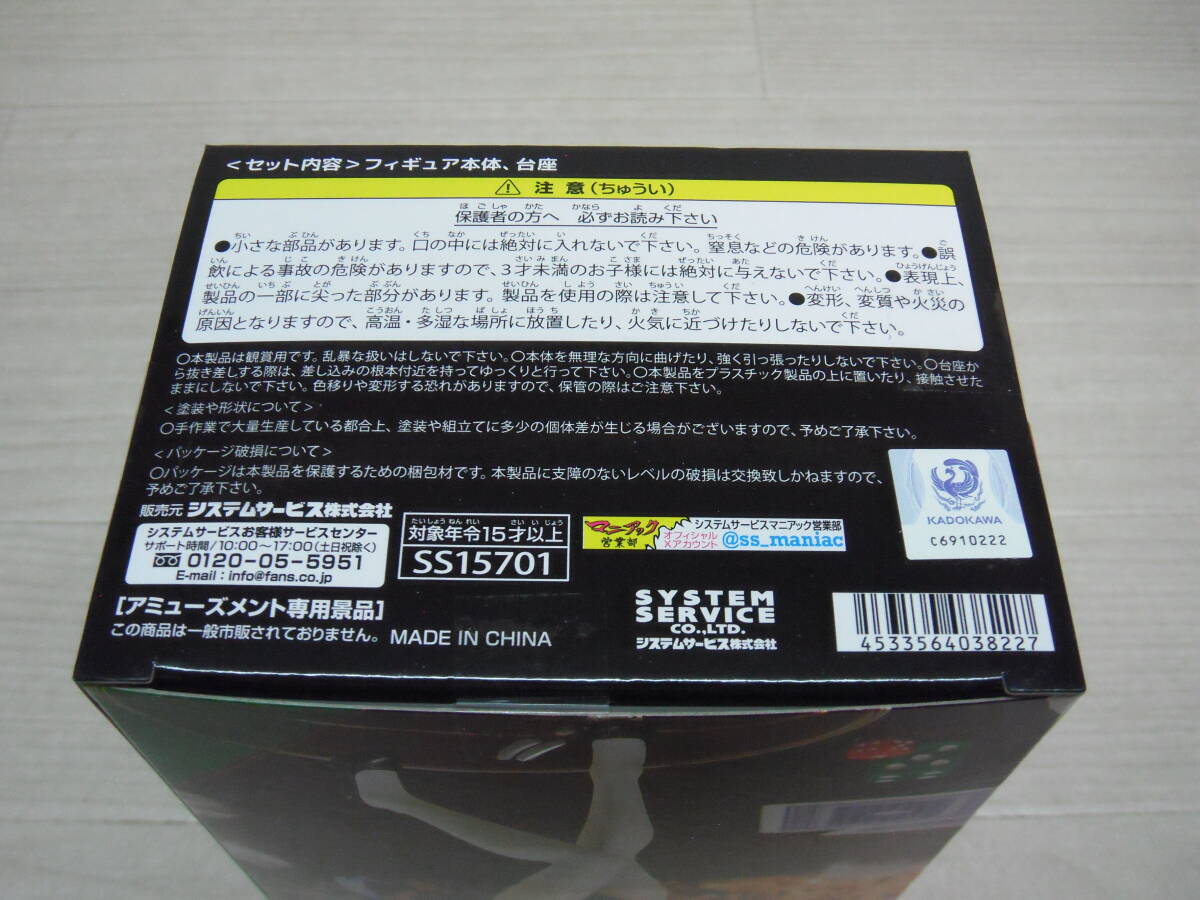 <セット内容>フィギュア本体、台座
⚠ 注意(ちゅうい)
保護者の方へ 必ずお読み下さい
●小さな部品があります。口の中には絶対に入れないで下さい。窒息などの危険があります。●誤
飲による事故の危険がありますので、3才未満のお子様には絶対に与えないで下さい。●表現上、
製品の一部に尖った部分があります。製品を使用の際は注意して下さい。●変形、変質や火災の
原因となりますので、高温・多湿な場所に放置したり、火気に近づけたりしないで下さい。
○本製品は観賞用です。乱暴な扱いはしないで下さい。○本体を無理な方向に曲げたり、強く引っ張ったりしないで下さい。○台座か
ら抜き差しする際は、差し込みの根本付近を持ってゆっくりと行って下さい。○本製品をプラスチック製品の上に置いたり、接触させた
ままにしないで下さい。色移りや変形する恐れがありますので、保管の際はご注意下さい。
<塗装や形状について>
○手作業で大量生産している都合上、塗装や組立てに多少の個体差が生じる場合がございますので、予めご了承下さい。
<パッケージ破損について>
○パッケージは本製品を保護するための梱包材です。本製品に支障のないレベルの破損は交換致しかねますので、
予めご了承下さい。
販売元 システムサービス株式会社
システムサービスお客様サービスセンター
サポート時間/10:00〜17:00(土日祝除く)
0120-05-5951
E-mail:info@fans.co.jp
たいしょうねんれい さいいじょう
対象年令15才以上
SS15701
マニアック
営業部
オフィシャル
Xアカウント
システムサービスマニアック営業部
@ss_maniac
KADOKAWA
C6910222
[アミューズメント専用景品]
この商品は一般市販されておりません。 MADE IN CHINA
SYSTEM
SERVICE
CO.,LTD.
システムサービス株式会社
4533564038227